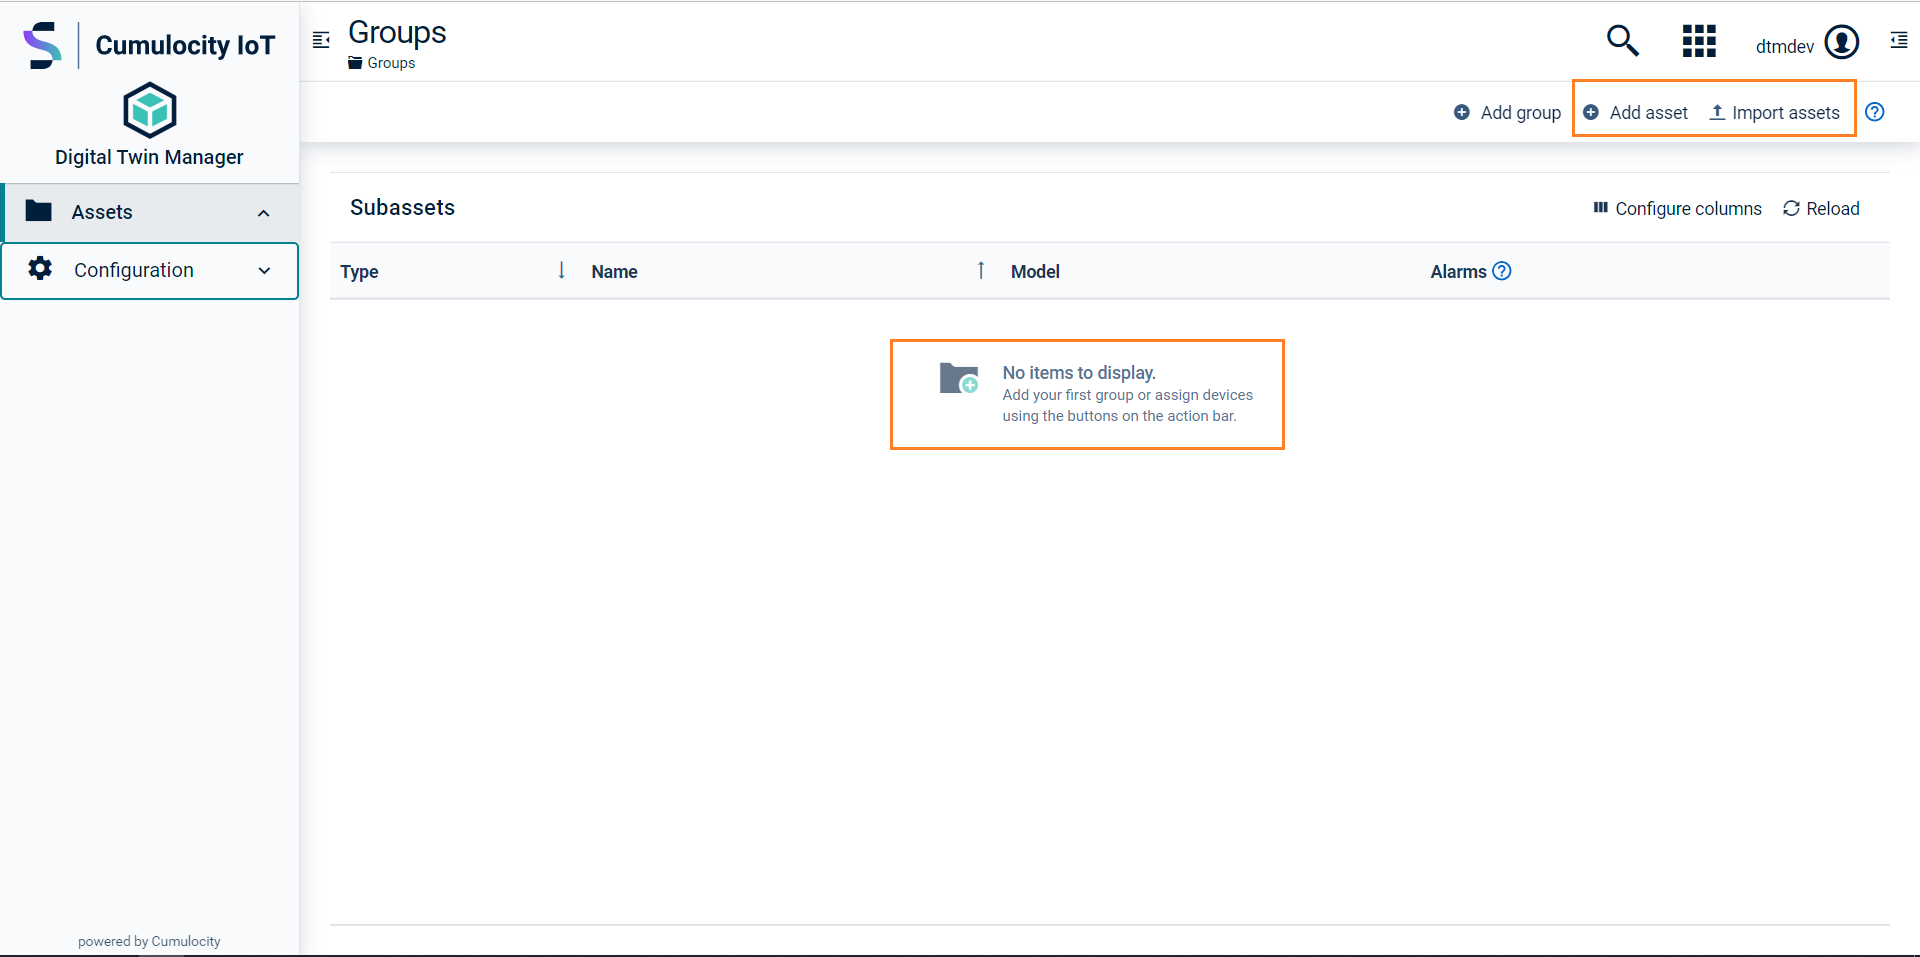 Cumulocity IoT
Digital Twin Manager
Assets
Configuration
powered by Cumulocity
Groups
Groups
dtmdev
Add group
Add asset
Import assets
Subassets
Configure columns
Reload
Type
Name
Model
Alarms
No items to display.
Add your first group or assign devices
using the buttons on the action bar.